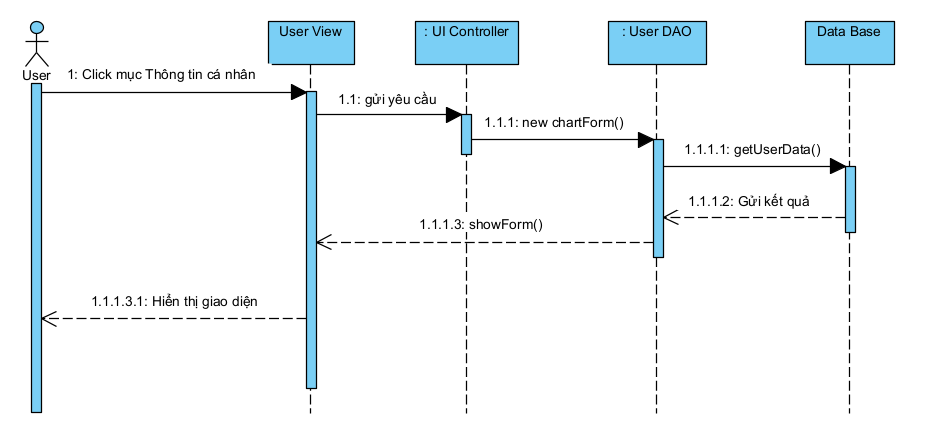 User View
: UI Controller
: User DAO
Data Base
User
1: Click mục Thông tin cá nhân
1.1: gửi yêu cầu
1.1.1: new chartForm()
1.1.1.1: getUserData()
1.1.1.2: Gửi kết quả
1.1.1.3: showForm()
1.1.1.3.1: Hiển thị giao diện